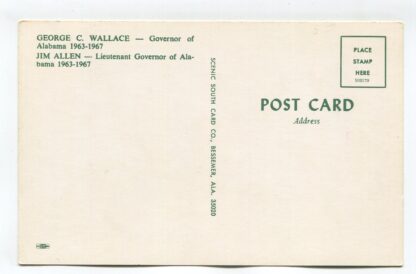 GEORGE C. WALLACE — Governor of
Alabama 1963-1967
JIM ALLEN — Lieutenant Governor of Ala-
bama 1963-1967
SCENIC SOUTH CARD CO., BESSEMER, ALA. 35020
PLACE
STAMP
HERE
POST CARD
Address